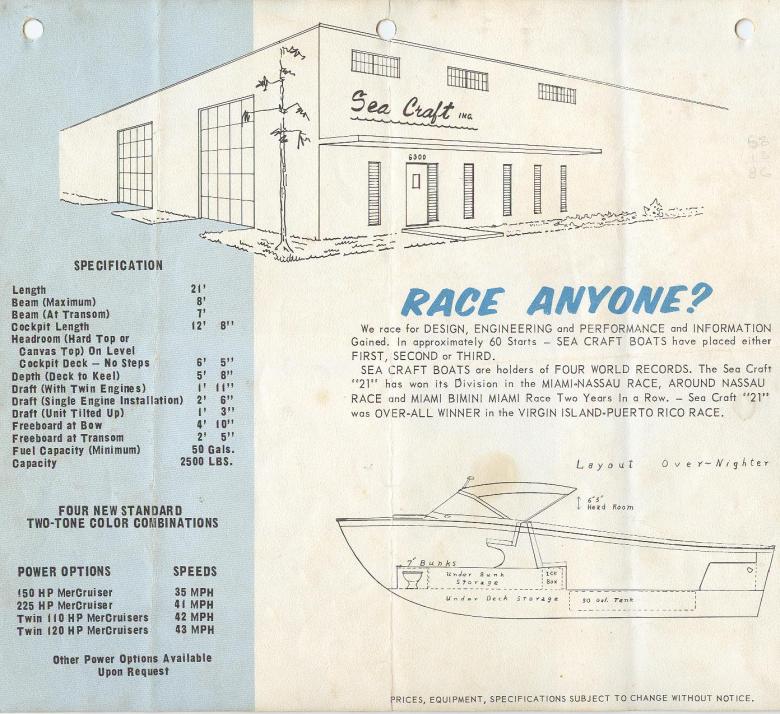 Sea Craft INC.
6300
SPECIFICATION
Length 21'
Beam (Maximum) 8'
Beam (At Transom) 7'
Cockpit Length 12' 8"
Headroom (Hard Top or
Canvas Top) On Level
Cockpit Deck — No Steps 6' 5"
Depth (Deck to Keel) 5' 8"
Draft (With Twin Engines) 1' 11"
Draft (Single Engine Installation) 2' 6"
Draft (Unit Tilted Up) 1' 3"
Freeboard at Bow 4' 10"
Freeboard at Transom 2' 5"
Fuel Capacity (Minimum) 50 Gals.
Capacity 2500 LBS.
FOUR NEW STANDARD
TWO-TONE COLOR COMBINATIONS
POWER OPTIONS SPEEDS
150 HP MerCruiser 35 MPH
225 HP MerCruiser 41 MPH
Twin 110 HP MerCruisers 42 MPH
Twin 120 HP MerCruisers 43 MPH
Other Power Options Available
Upon Request
RACE ANYONE?
We race for DESIGN, ENGINEERING and PERFORMANCE and INFORMATION
Gained. In approximately 60 Starts — SEA CRAFT BOATS have placed either
FIRST, SECOND or THIRD.
SEA CRAFT BOATS are holders of FOUR WORLD RECORDS. The Sea Craft
"21" has won its Division in the MIAMI-NASSAU RACE, AROUND NASSAU
RACE and MIAMI BIMINI MIAMI Race Two Years In a Row. — Sea Craft "21"
was OVER-ALL WINNER in the VIRGIN ISLAND-PUERTO RICO RACE.
Layout Over-Nighter
6'5"
Head Room
7' Bunks
Under Bunk
Storage
Ice
Box
Under Deck Storage
50 Gal. Tank
PRICES, EQUIPMENT, SPECIFICATIONS SUBJECT TO CHANGE WITHOUT NOTICE.